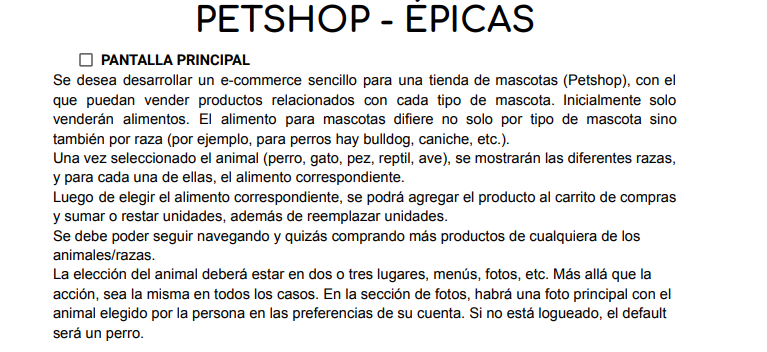 PETSHOP - ÉPICAS
☐ PANTALLA PRINCIPAL
Se desea desarrollar un e-commerce sencillo para una tienda de mascotas (Petshop), con el
que puedan vender productos relacionados con cada tipo de mascota. Inicialmente solo
venderán alimentos. El alimento para mascotas difiere no solo por tipo de mascota sino
también por raza (por ejemplo, para perros hay bulldog, caniche, etc.).
Una vez seleccionado el animal (perro, gato, pez, reptil, ave), se mostrarán las diferentes razas,
y para cada una de ellas, el alimento correspondiente.
Luego de elegir el alimento correspondiente, se podrá agregar el producto al carrito de compras
y sumar o restar unidades, además de reemplazar unidades.
Se debe poder seguir navegando y quizás comprando más productos de cualquiera de los
animales/razas.
La elección del animal deberá estar en dos o tres lugares, menús, fotos, etc. Más allá que la
acción, sea la misma en todos los casos. En la sección de fotos, habrá una foto principal con el
animal elegido por la persona en las preferencias de su cuenta. Si no está logueado, el default
será un perro.